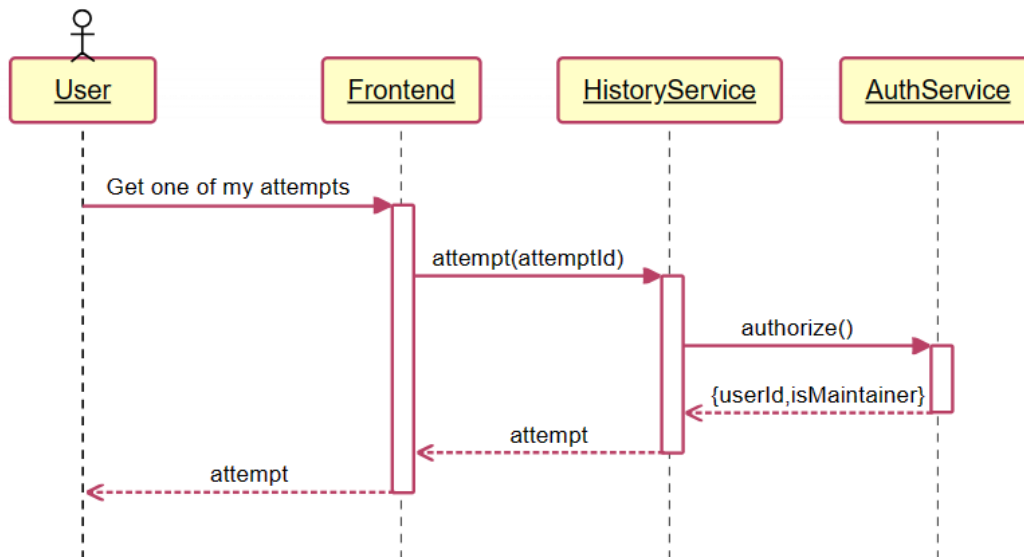 User
Frontend
HistoryService
AuthService
Get one of my attempts
attempt(attemptId)
authorize()
{userId,isMaintainer}
attempt
attempt